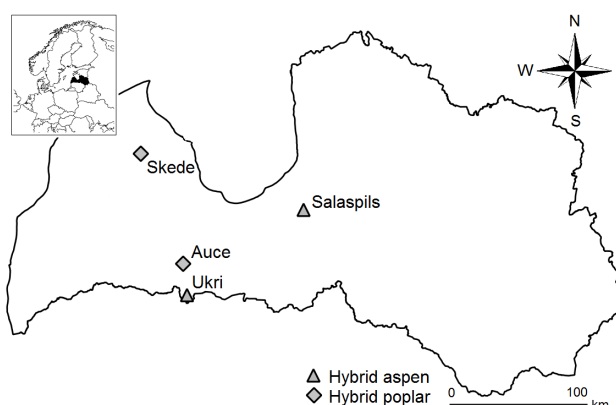 N
W E
S
Skede
Salaspils
Auce
Ukri
Hybrid aspen
Hybrid poplar
0 100
km